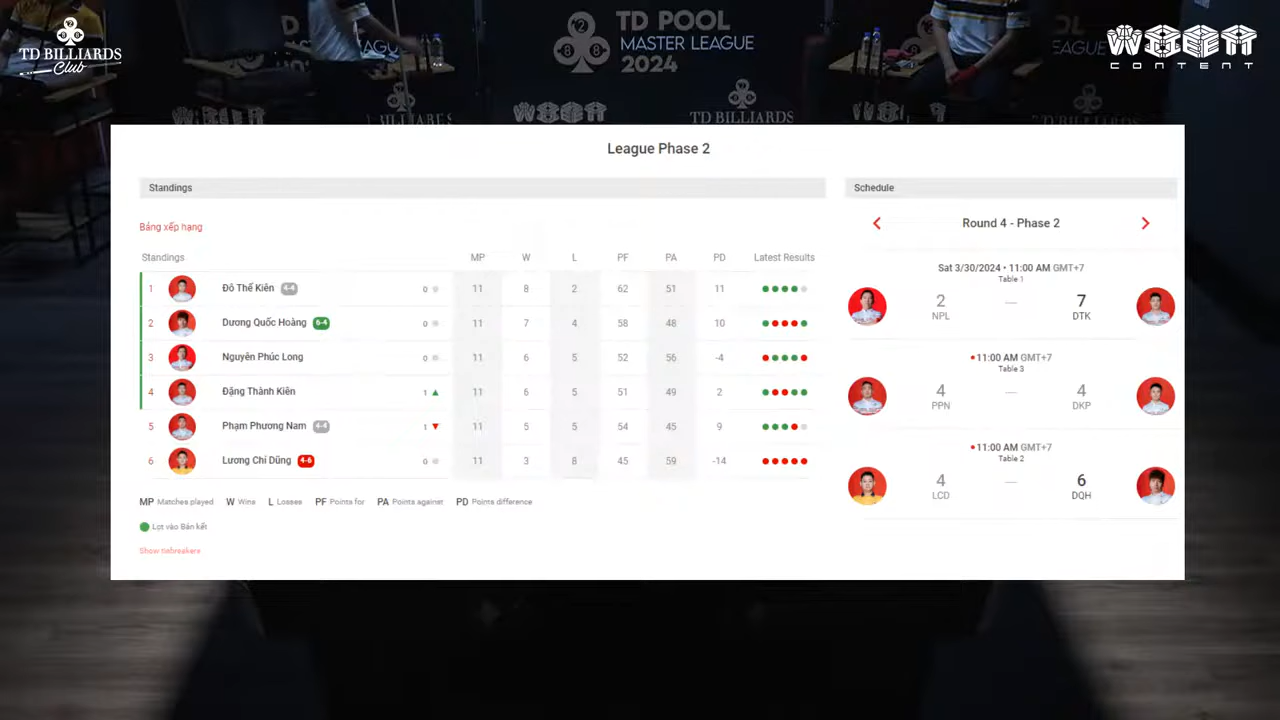 TD BILLIARDS
Club
TD POOL
MASTER LEAGUE
2024
WSEEN
CONTENT
TD BILLIARDS
League Phase 2
Standings
Bảng xếp hạng
Standings MP W L PF PA PD Latest Results
1 Đỗ Thế Kiên 4-4 0 11 8 2 62 51 11
2 Dương Quốc Hoàng 6-4 0 11 7 4 58 48 10
3 Nguyễn Phúc Long 0 11 6 5 52 56 -4
4 Đặng Thành Kiên 1 11 6 5 51 49 2
5 Phạm Phương Nam 4-4 1 11 5 5 54 45 9
6 Lương Chí Dũng 4-6 0 11 3 8 45 59 -14
MP Matches played W Wins L Losses PF Points for PA Points against PD Points difference
Lọt vào Bán kết
Show tiebreakers
Schedule
Round 4 - Phase 2
Sat 3/30/2024 • 11:00 AM GMT+7
Table 1
2 — 7
NPL DTK
11:00 AM GMT+7
Table 3
4 — 4
PPN DKP
11:00 AM GMT+7
Table 2
4 — 6
LCD DQH